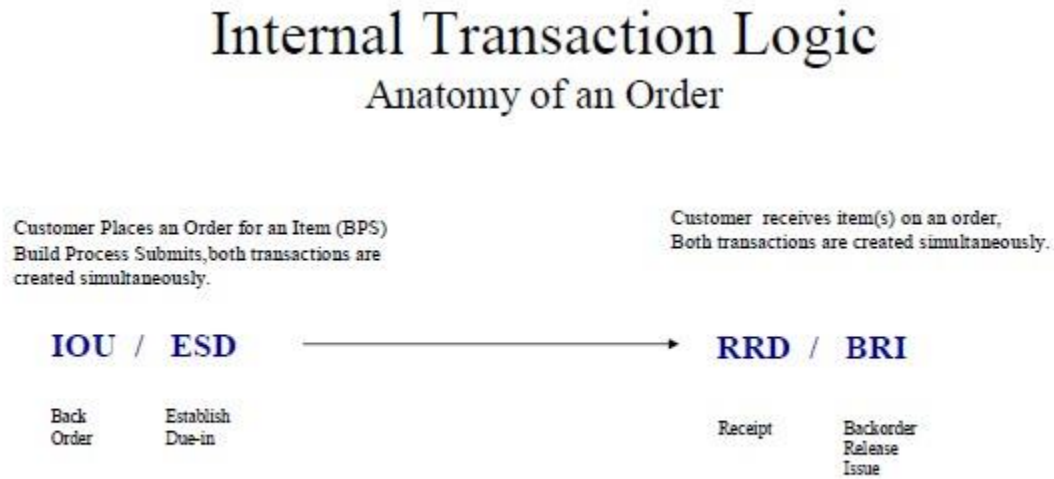 Internal Transaction Logic
Anatomy of an Order
Customer Places an Order for an Item (BPS)
Build Process Submits,both transactions are
created simultaneously.
Customer receives item(s) on an order,
Both transactions are created simultaneously.
IOU / ESD
RRD / BRI
Back
Order
Establish
Due-in
Receipt
Backorder
Release
Issue